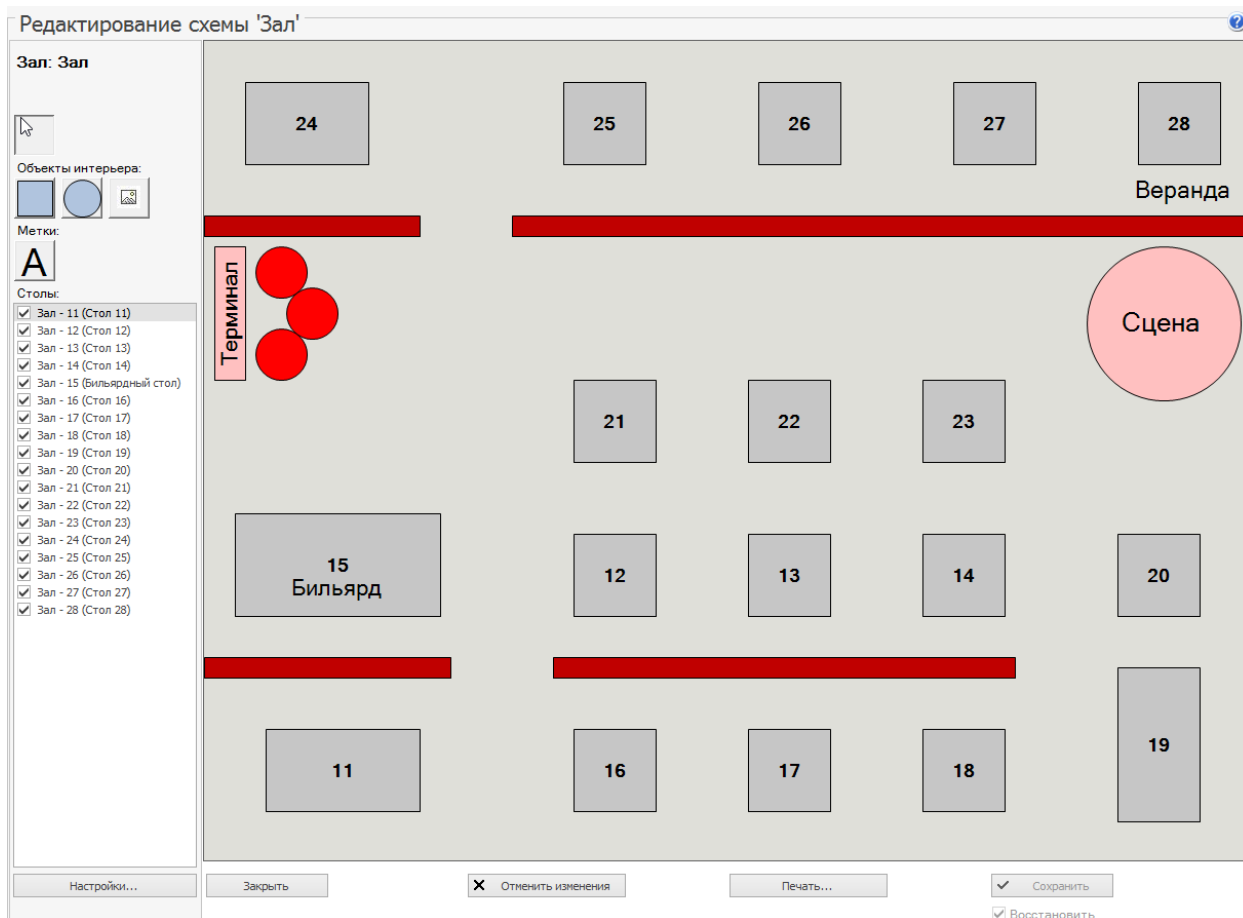 Редактирование схемы 'Зал'
?
Зал: Зал
Объекты интерьера:
Метки:
A
Столы:
Зал - 11 (Стол 11)
Зал - 12 (Стол 12)
Зал - 13 (Стол 13)
Зал - 14 (Стол 14)
Зал - 15 (Бильярдный стол)
Зал - 16 (Стол 16)
Зал - 17 (Стол 17)
Зал - 18 (Стол 18)
Зал - 19 (Стол 19)
Зал - 20 (Стол 20)
Зал - 21 (Стол 21)
Зал - 22 (Стол 22)
Зал - 23 (Стол 23)
Зал - 24 (Стол 24)
Зал - 25 (Стол 25)
Зал - 26 (Стол 26)
Зал - 27 (Стол 27)
Зал - 28 (Стол 28)
Настройки...
24
25
26
27
28
Веранда
Терминал
Сцена
21
22
23
15
Бильярд
12
13
14
20
11
16
17
18
19
Закрыть
Отменить изменения
Печать...
Сохранить
Восстановить